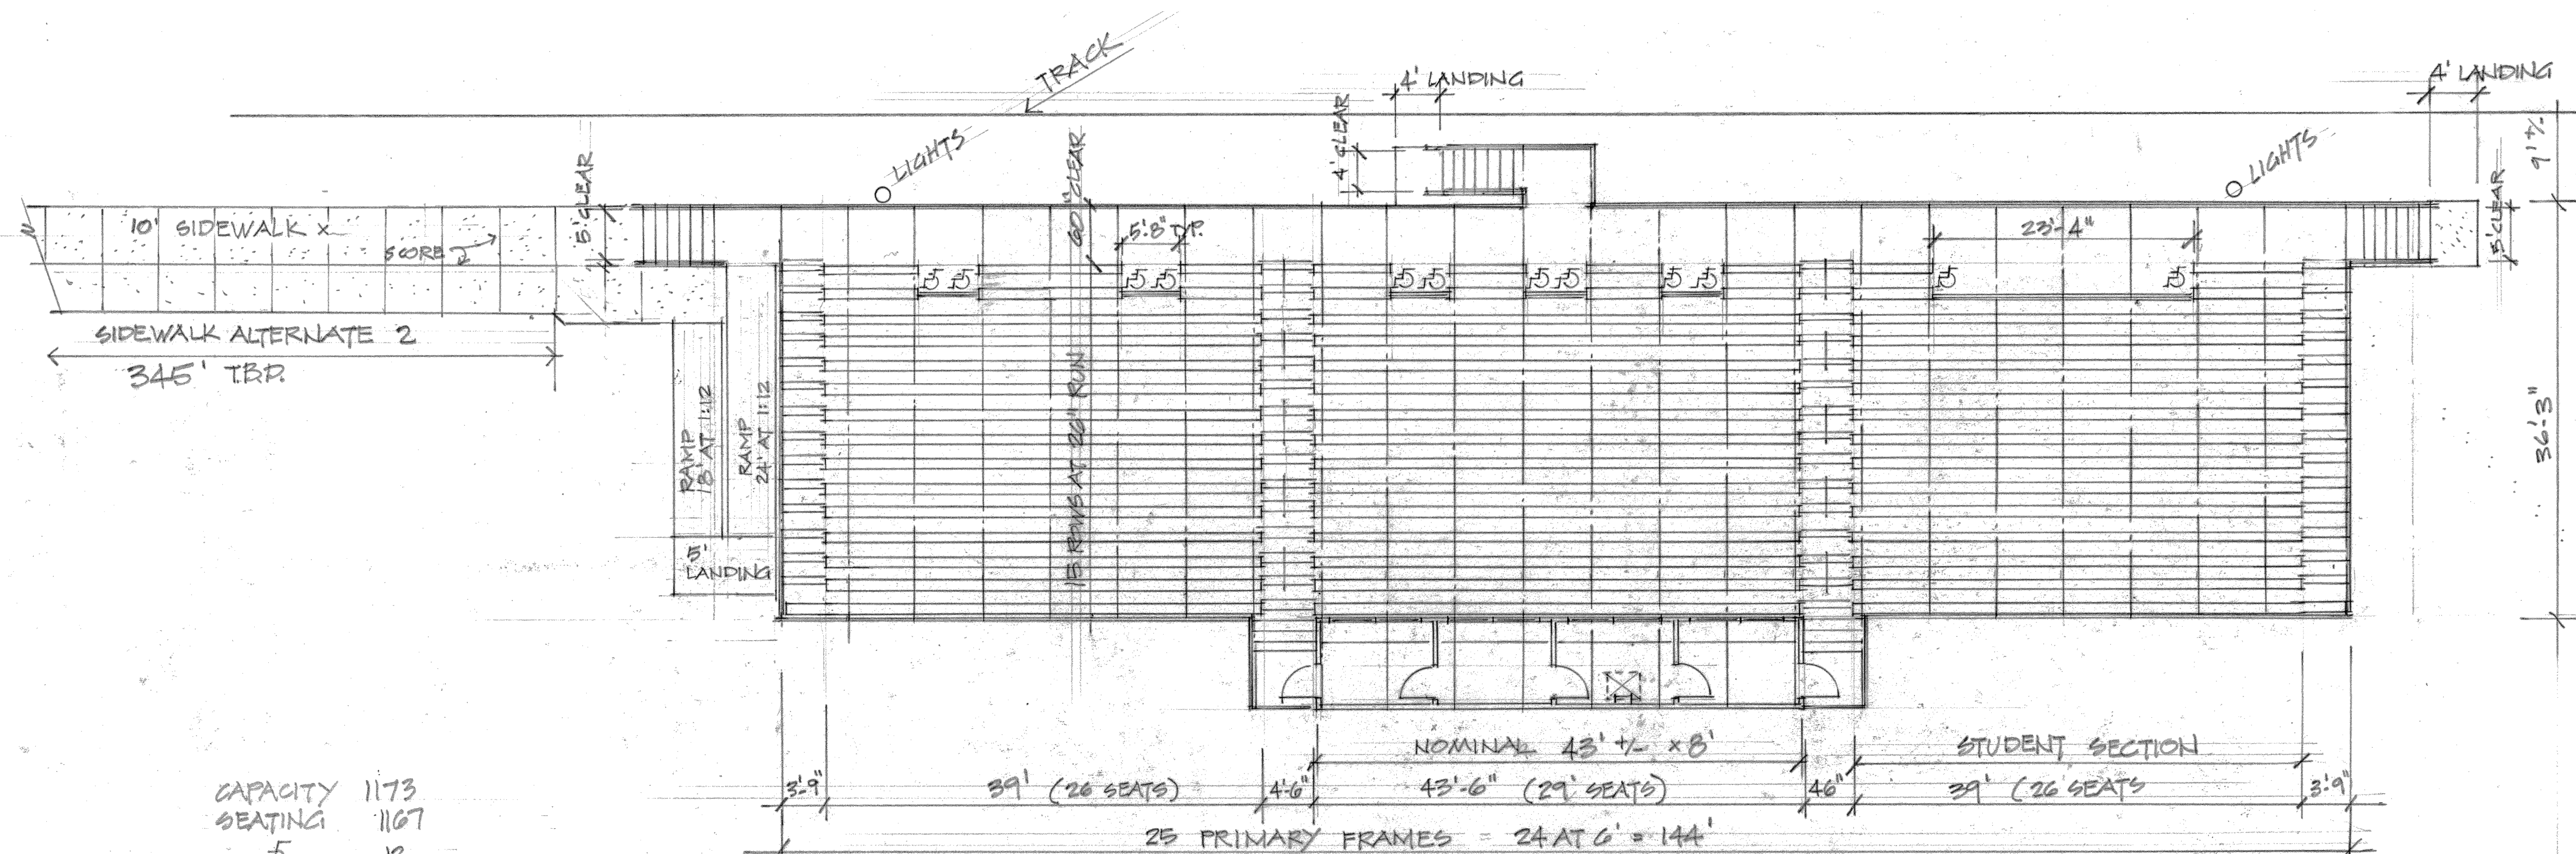 TRACK
4' LANDING
4' LANDING
4' CLEAR
9' +/-
LIGHTS
LIGHTS
5' CLEAR
60" CLEAR
5' CLEAR
10' SIDEWALK x
SCORE
5'-8" TYP.
23'-4"
SIDEWALK ALTERNATE 2
345' T.B.D.
RAMP
18' AT 1:12
RAMP
24' AT 1:12
15 ROWS AT 26" RUN
36'-3"
5'
LANDING
NOMINAL 43' +/- x 8'
STUDENT SECTION
3'-9"
39' (26 SEATS)
4'-6"
43'-6" (29 SEATS)
4'6"
39' (26 SEATS
3'-9"
25 PRIMARY FRAMES = 24 AT 6' = 144'
CAPACITY 1173
SEATING 1167